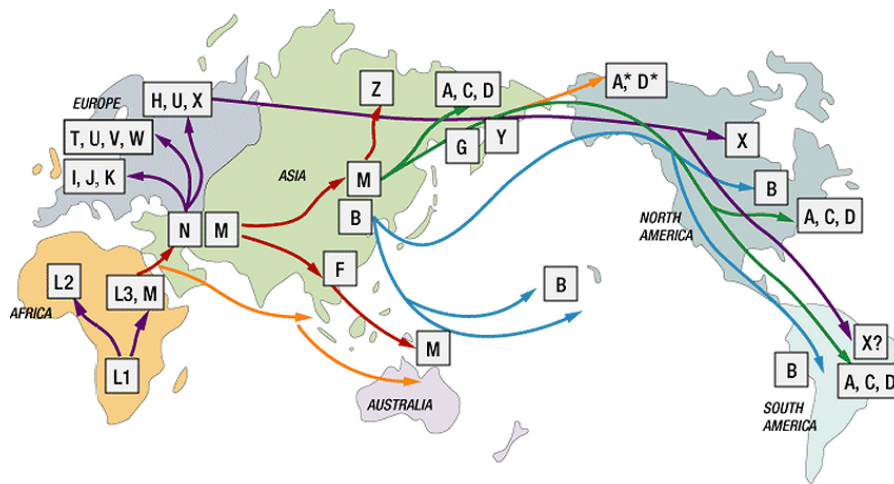 EUROPE
H, U, X
T, U, V, W
I, J, K
ASIA
Z
A, C, D
G
Y
A,* D*
X
B
A, C, D
NORTH
AMERICA
M
B
N
M
F
B
L2
L3, M
AFRICA
L1
M
AUSTRALIA
X?
B
A, C, D
SOUTH
AMERICA